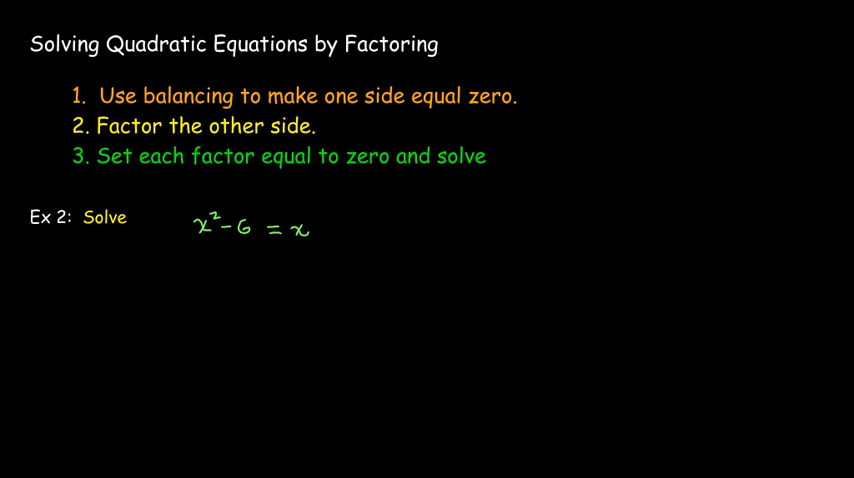 Solving Quadratic Equations by Factoring
1. Use balancing to make one side equal zero.
2. Factor the other side.
3. Set each factor equal to zero and solve
Ex 2: Solve x² - 6 = x